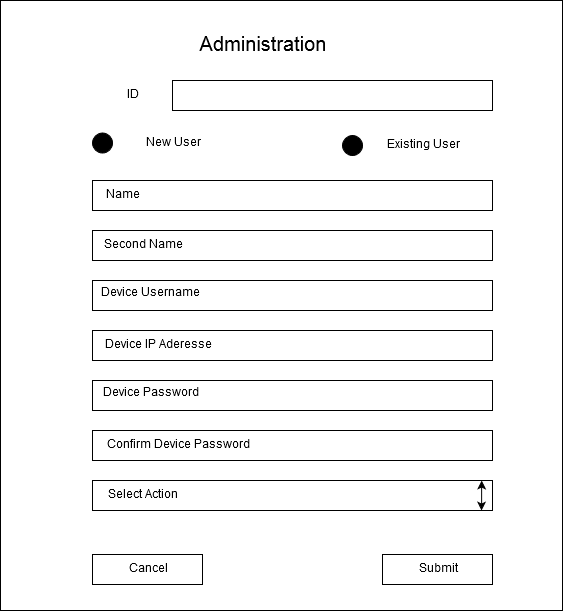 Administration
ID
New User
Existing User
Name
Second Name
Device Username
Device IP Aderesse
Device Password
Confirm Device Password
Select Action
Cancel
Submit